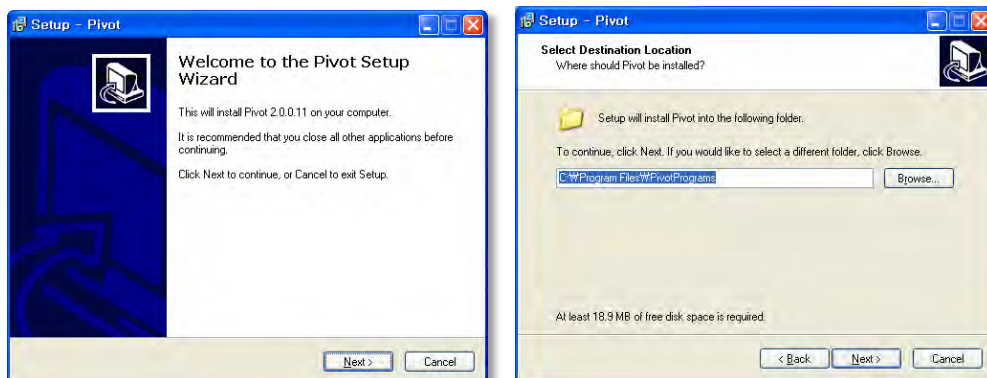 Setup - Pivot
Welcome to the Pivot Setup
Wizard
This will install Pivot 2.0.0.11 on your computer.
It is recommended that you close all other applications before
continuing.
Click Next to continue, or Cancel to exit Setup.
Next >
Cancel
Setup - Pivot
Select Destination Location
Where should Pivot be installed?
Setup will install Pivot into the following folder.
To continue, click Next. If you would like to select a different folder, click Browse.
C:₩Program Files₩PivotPrograms
Browse...
At least 18.9 MB of free disk space is required.
< Back
Next >
Cancel